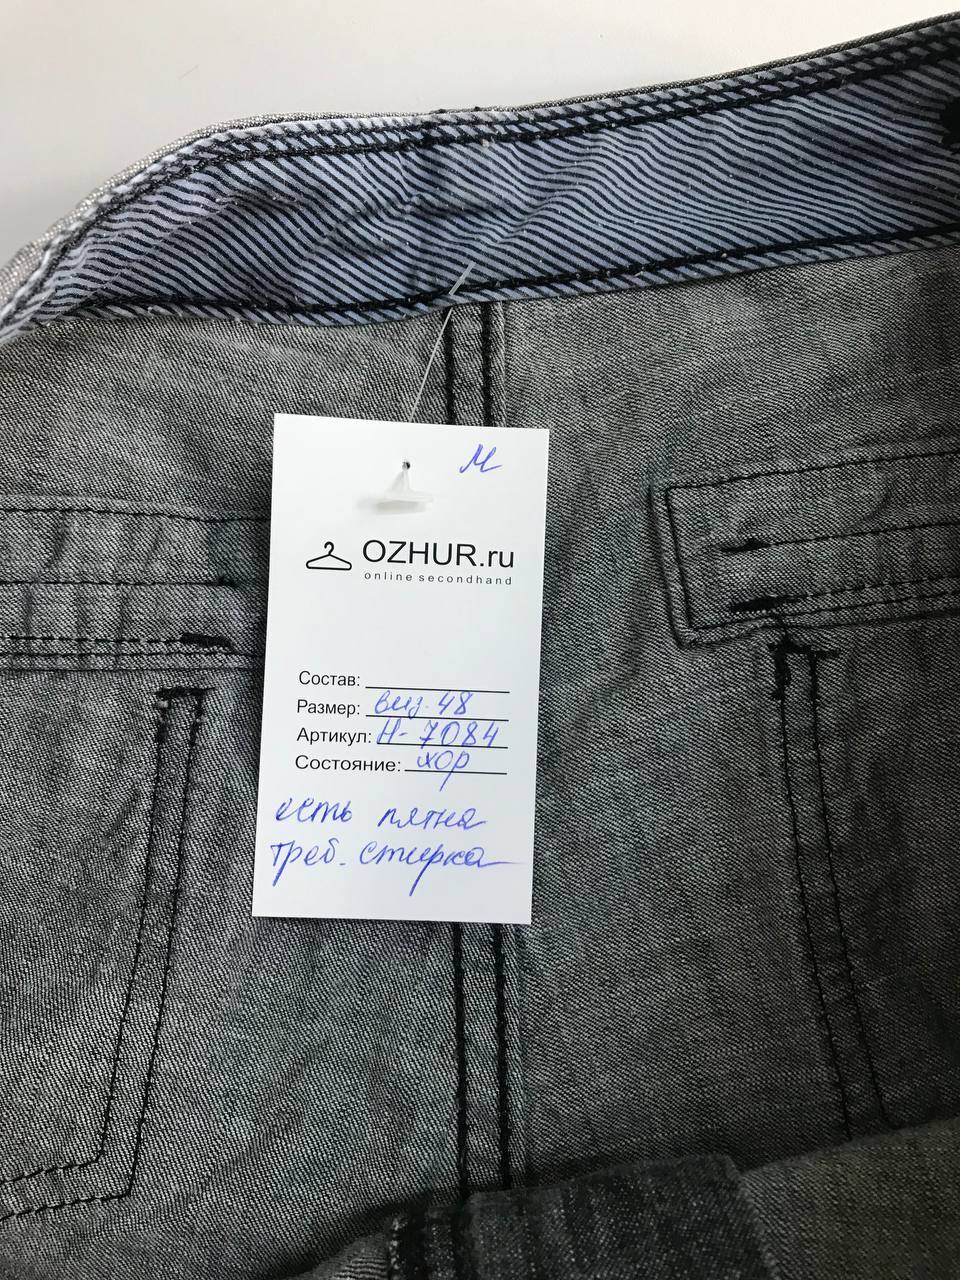 м
OZHUR.ru
online secondhand
Состав:
Размер: виз. 48
Артикул: Н-7084
Состояние: хор
есть пятна
треб. стирка